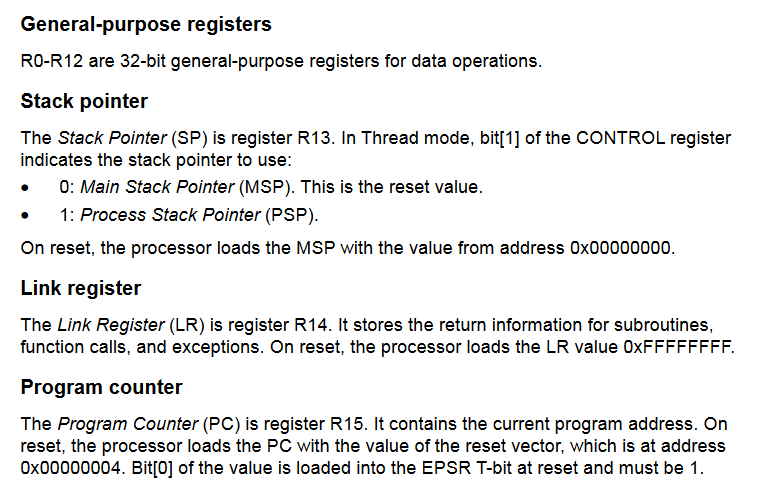 General-purpose registers
R0-R12 are 32-bit general-purpose registers for data operations.
Stack pointer
The Stack Pointer (SP) is register R13. In Thread mode, bit[1] of the CONTROL register
indicates the stack pointer to use:
• 0: Main Stack Pointer (MSP). This is the reset value.
• 1: Process Stack Pointer (PSP).
On reset, the processor loads the MSP with the value from address 0x00000000.
Link register
The Link Register (LR) is register R14. It stores the return information for subroutines,
function calls, and exceptions. On reset, the processor loads the LR value 0xFFFFFFFF.
Program counter
The Program Counter (PC) is register R15. It contains the current program address. On
reset, the processor loads the PC with the value of the reset vector, which is at address
0x00000004. Bit[0] of the value is loaded into the EPSR T-bit at reset and must be 1.